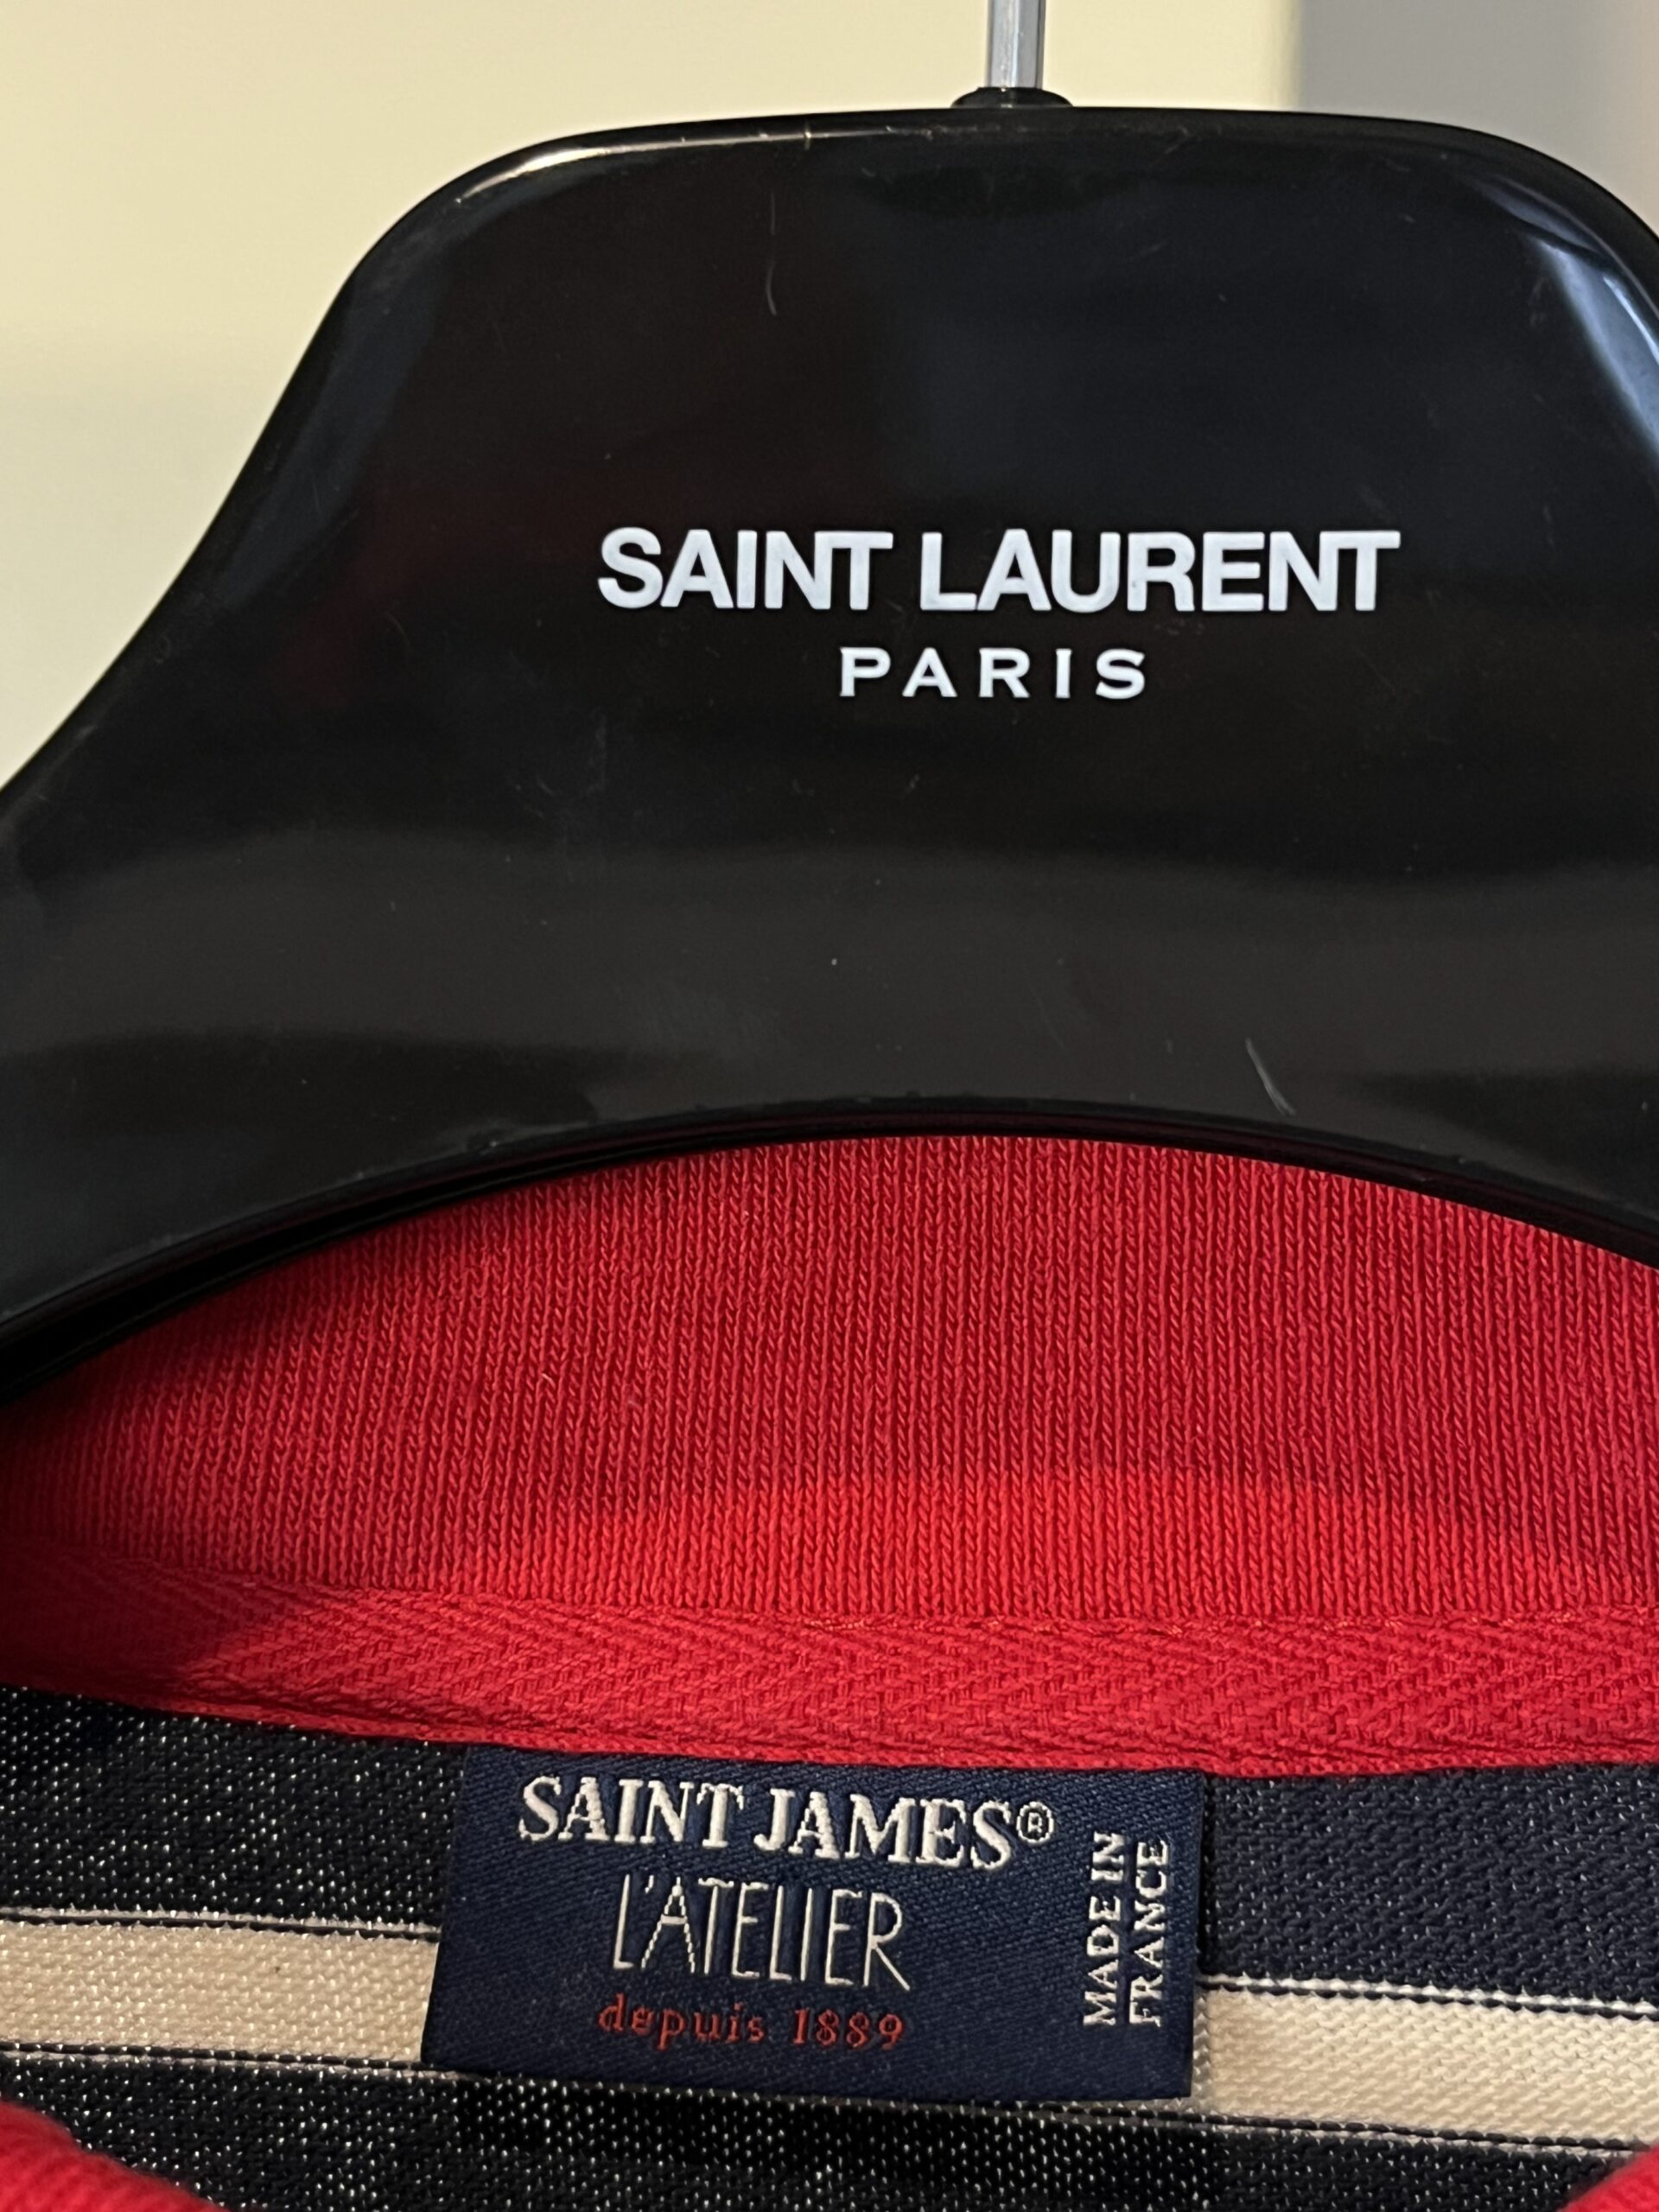 SAINT LAURENT
PARIS
SAINT JAMES®
L'ATELIER
depuis 1889
MADE IN
FRANCE